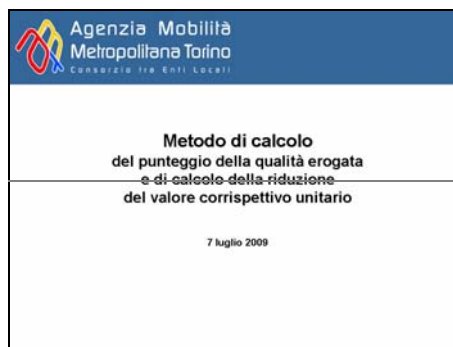 Agenzia Mobilità
Metropolitana Torino
Consorzio tra Enti Locali
Metodo di calcolo
del punteggio della qualità erogata
e di calcolo della riduzione
del valore corrispettivo unitario
7 luglio 2009